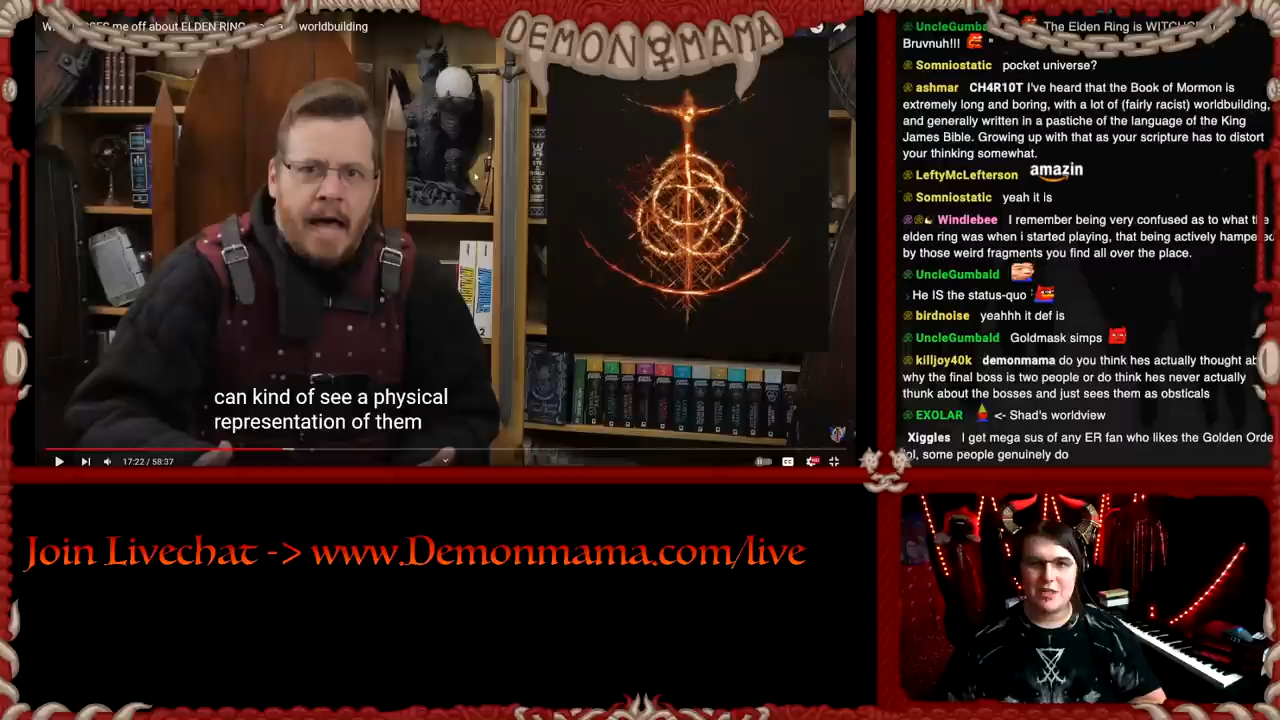 me off about ELDEN RING
worldbuilding
DEMON MAMA
can kind of see a physical
representation of them
17:22 / 58:37
Join Livechat -> www.Demonmama.com/live
The Elden Ring is
Bruvnuh!!! "
Somniostatic pocket universe?
ashmar CH4R10T I've heard that the Book of Mormon is
extremely long and boring, with a lot of (fairly racist) worldbuilding,
and generally written in a pastiche of the language of the King
James Bible. Growing up with that as your scripture has to distort
your thinking somewhat.
LeftyMcLefterson amazin
Somniostatic yeah it is
Windlebee I remember being very confused as to what the
elden ring was when i started playing, that being actively hampered
by those weird fragments you find all over the place.
UncleGumbald
He IS the status-quo
birdnoise yeahhh it def is
UncleGumbald Goldmask simps
killjoy40k demonmama do you think hes actually thought
why the final boss is two people or do think hes never actually
thunk about the bosses and just sees them as obsticals
EXOLAR <- Shad's worldview
Xiggles I get mega sus of any ER fan who likes the Golden
lol, some people genuinely do